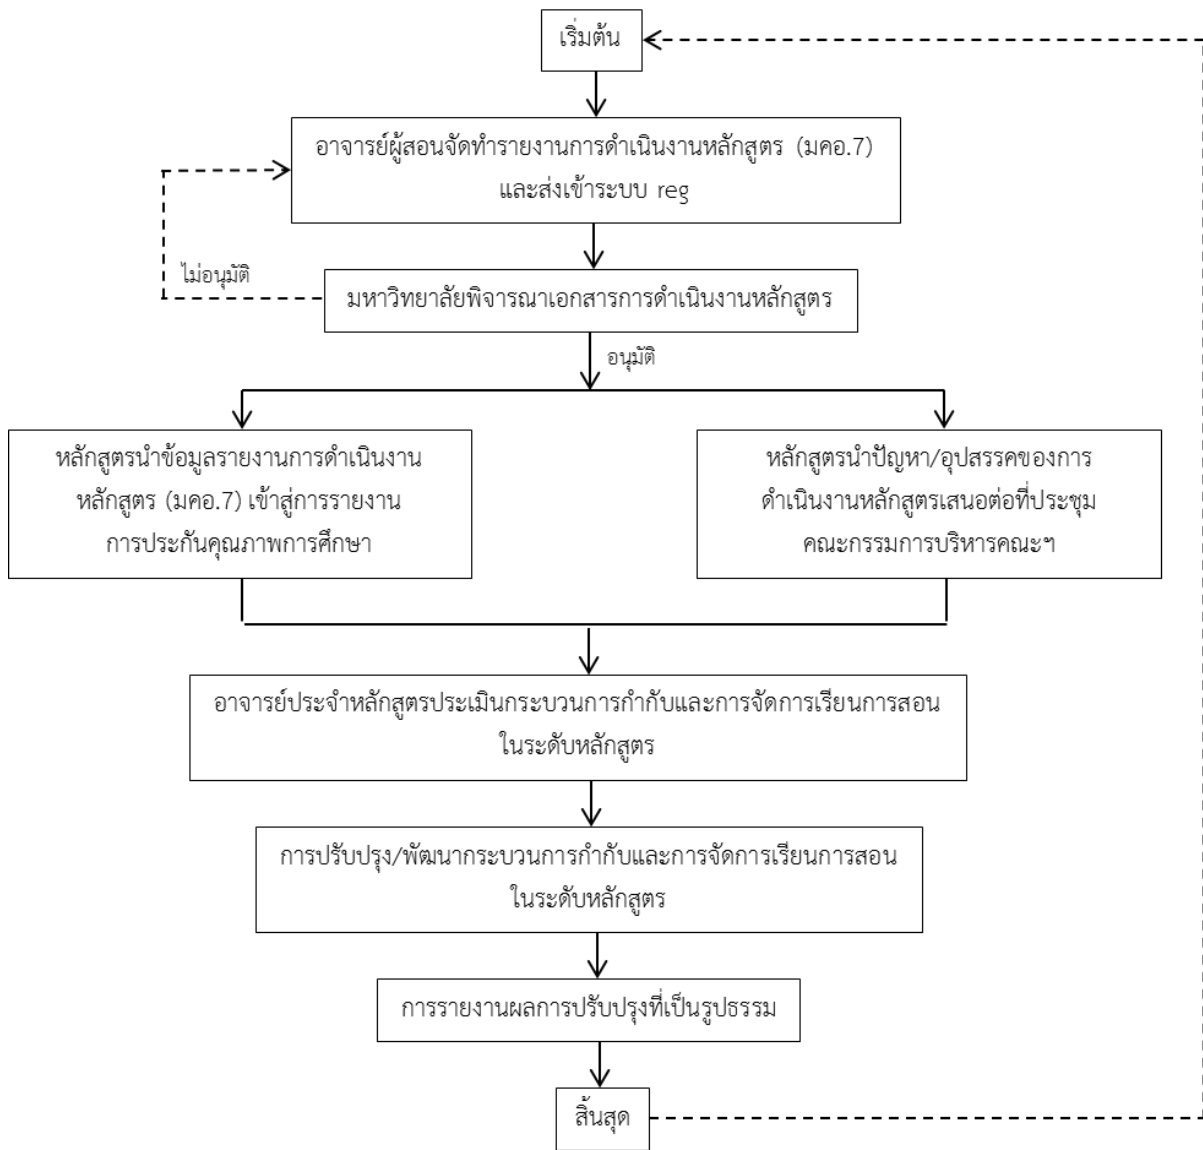 เริ่มต้น
อาจารย์ผู้สอนจัดทำรายงานการดำเนินงานหลักสูตร (มคอ.7)
และส่งเข้าระบบ reg
ไม่อนุมัติ
มหาวิทยาลัยพิจารณาเอกสารการดำเนินงานหลักสูตร
อนุมัติ
หลักสูตรนำข้อมูลรายงานการดำเนินงาน
หลักสูตร (มคอ.7) เข้าสู่การรายงาน
การประกันคุณภาพการศึกษา
หลักสูตรนำปัญหา/อุปสรรคของการ
ดำเนินงานหลักสูตรเสนอต่อที่ประชุม
คณะกรรมการบริหารคณะฯ
อาจารย์ประจำหลักสูตรประเมินกระบวนการกำกับและการจัดการเรียนการสอน
ในระดับหลักสูตร
การปรับปรุง/พัฒนากระบวนการกำกับและการจัดการเรียนการสอน
ในระดับหลักสูตร
การรายงานผลการปรับปรุงที่เป็นรูปธรรม
สิ้นสุด